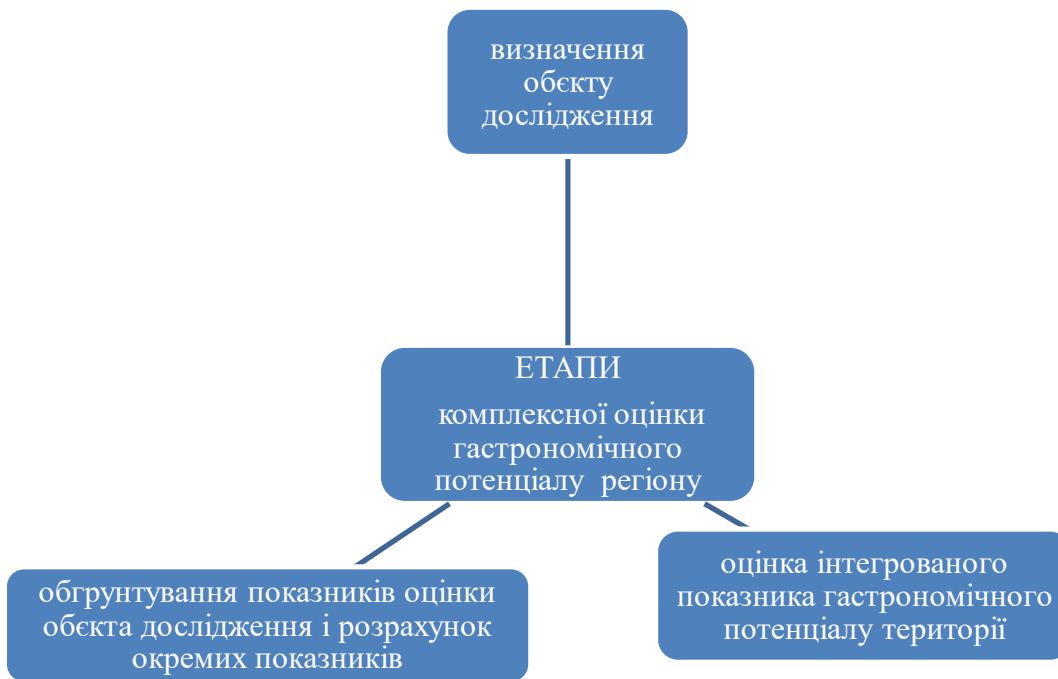 визначення
обєкту
дослідження
ЕТАПИ
комплексної оцінки
гастрономічного
потенціалу регіону
обгрунтування показників оцінки
обєкта дослідження і розрахунок
окремих показників
оцінка інтегрованого
показника гастрономічного
потенціалу території